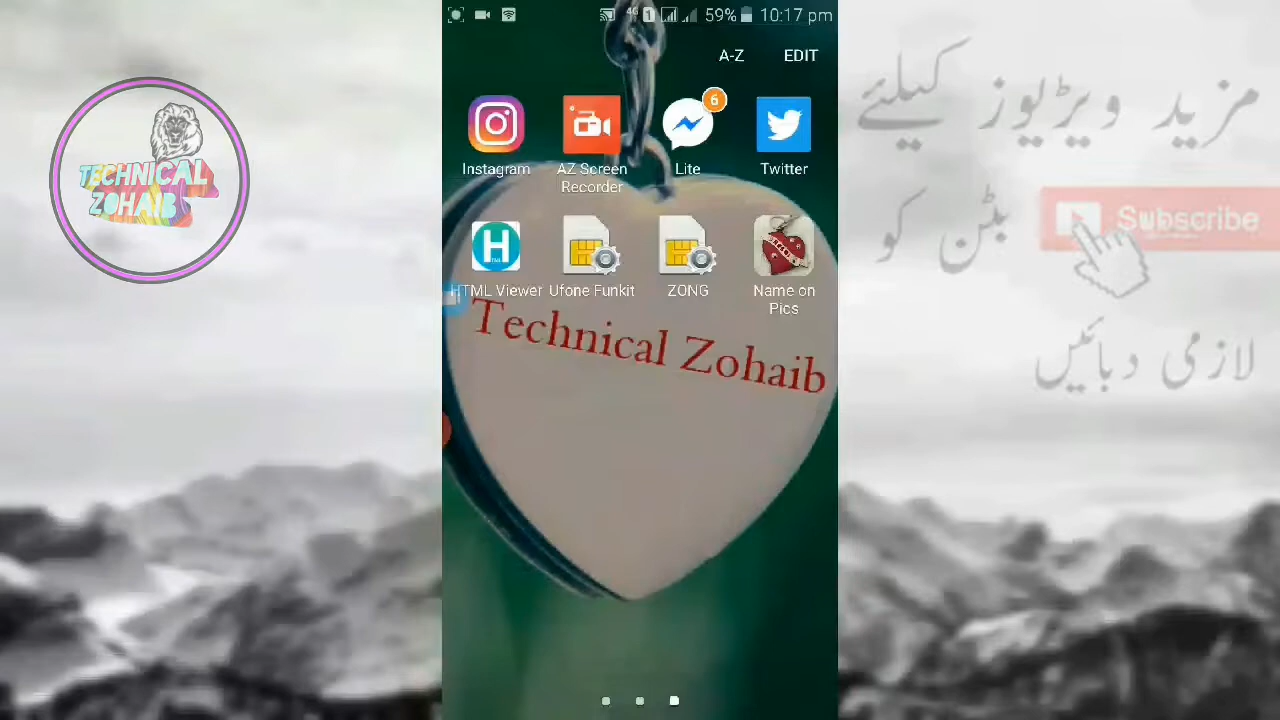 59% 10:17 pm
A-Z EDIT
Instagram
AZ Screen
Recorder
6
Lite
Twitter
HTML Viewer
Ufone Funkit
ZONG
Name on
Pics
Technical Zohaib
TECHNICAL
ZOHAIB
مزید ویڑیوز کیلئے
Subscribe بٹن کو
لازمی دبائیں